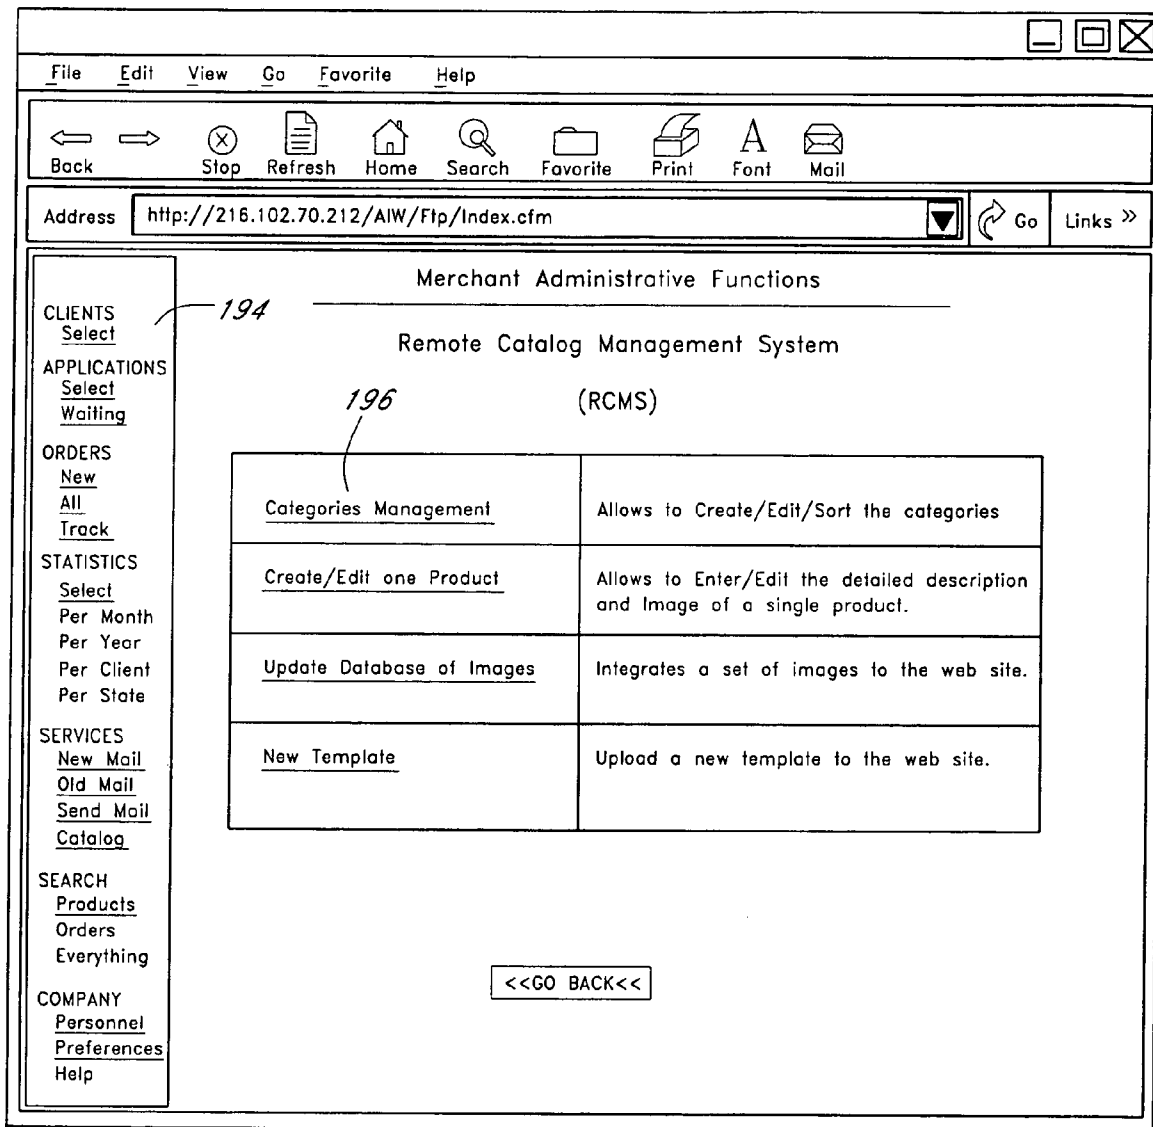 File Edit View Go Favorite Help
Back Stop Refresh Home Search Favorite Print Font Mail
Address http://216.102.70.212/AIW/Ftp/Index.cfm Go Links >>
Merchant Administrative Functions
Remote Catalog Management System
(RCMS)
194
196
CLIENTS
Select
APPLICATIONS
Select
Waiting
ORDERS
New
All
Track
STATISTICS
Select
Per Month
Per Year
Per Client
Per State
SERVICES
New Mail
Old Mail
Send Mail
Catalog
SEARCH
Products
Orders
Everything
COMPANY
Personnel
Preferences
Help
Categories Management
Allows to Create/Edit/Sort the categories
Create/Edit one Product
Allows to Enter/Edit the detailed description
and Image of a single product.
Update Database of Images
Integrates a set of images to the web site.
New Template
Upload a new template to the web site.
<<GO BACK<<